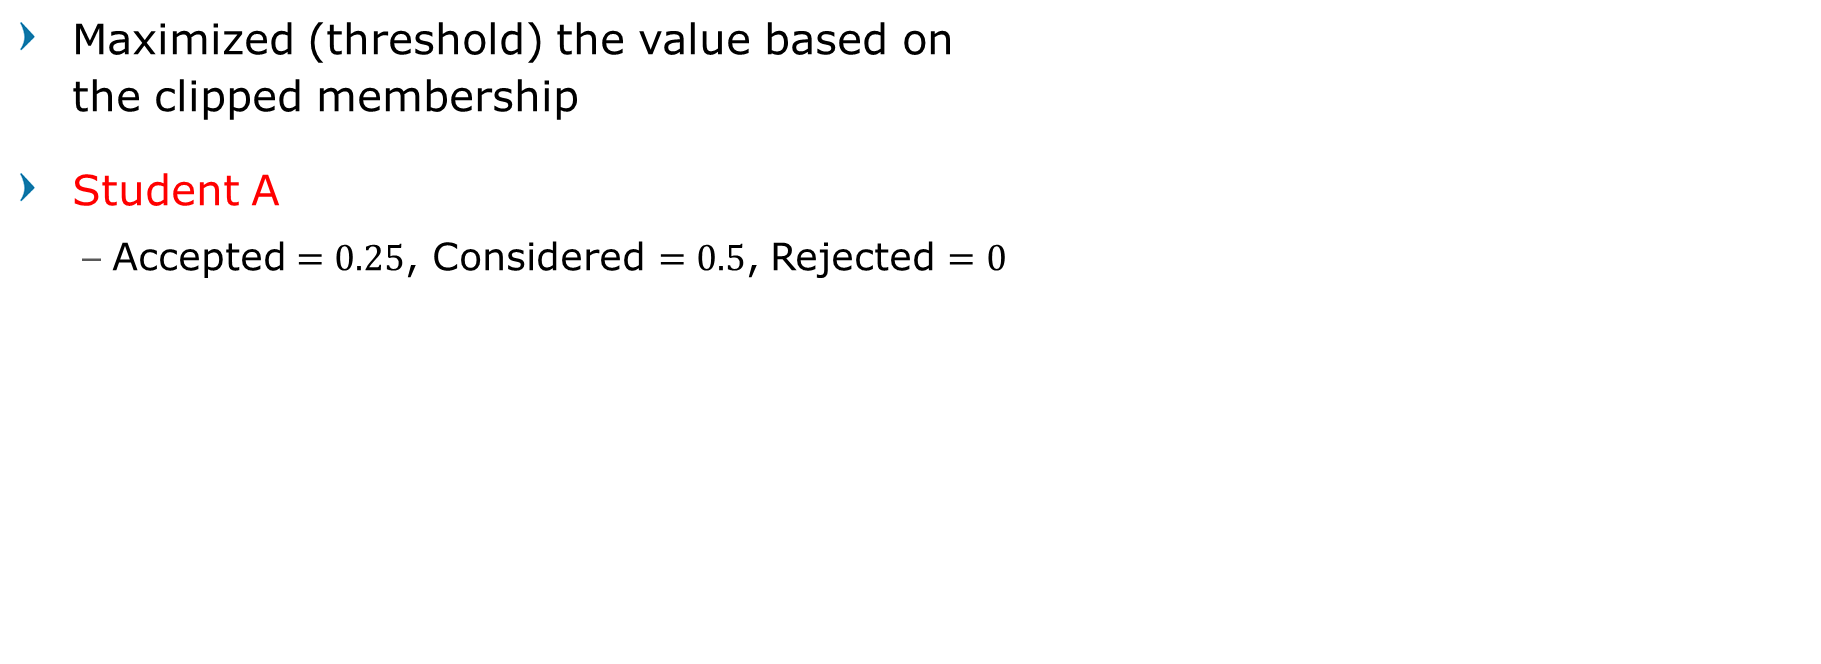 Maximized (threshold) the value based on
the clipped membership
Student A
– Accepted = 0.25, Considered = 0.5, Rejected = 0